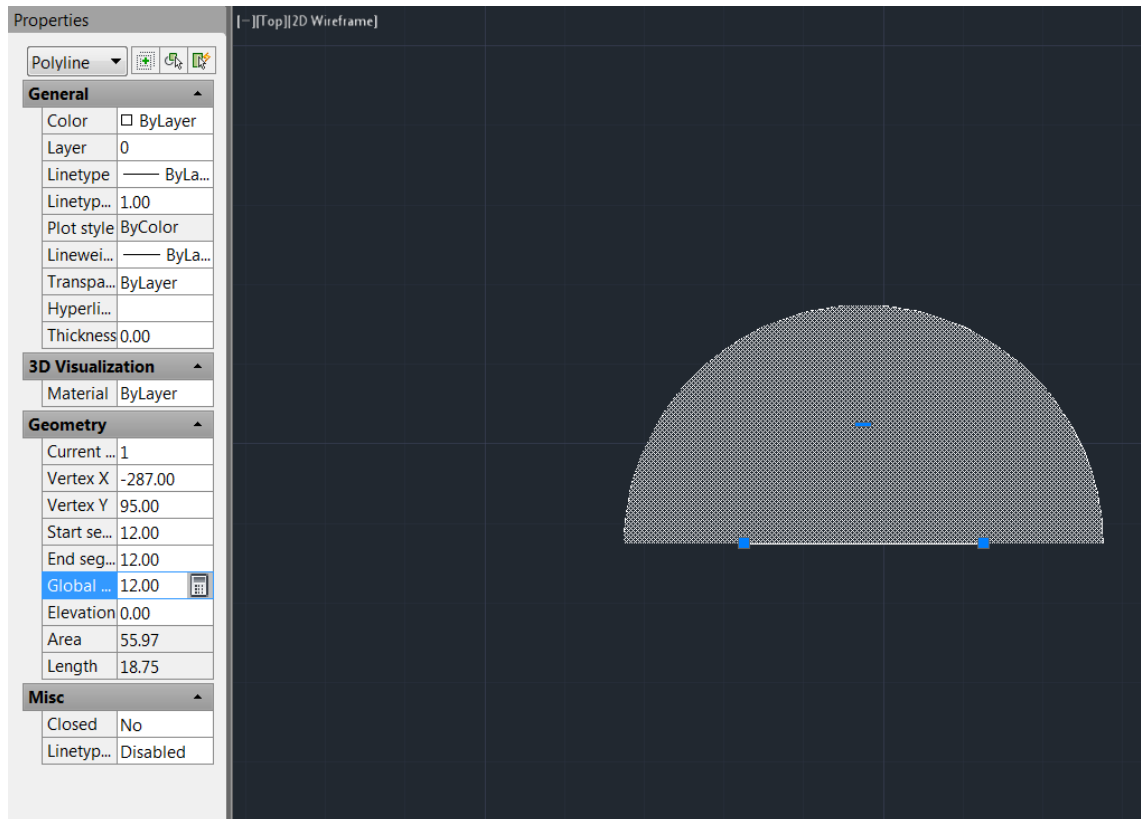 Properties
[−][Top][2D Wireframe]
Polyline
General
Color ByLayer
Layer 0
Linetype ByLa...
Linetyp... 1.00
Plot style ByColor
Linewei... ByLa...
Transpa... ByLayer
Hyperli...
Thickness 0.00
3D Visualization
Material ByLayer
Geometry
Current ... 1
Vertex X -287.00
Vertex Y 95.00
Start se... 12.00
End seg... 12.00
Global ... 12.00
Elevation 0.00
Area 55.97
Length 18.75
Misc
Closed No
Linetyp... Disabled